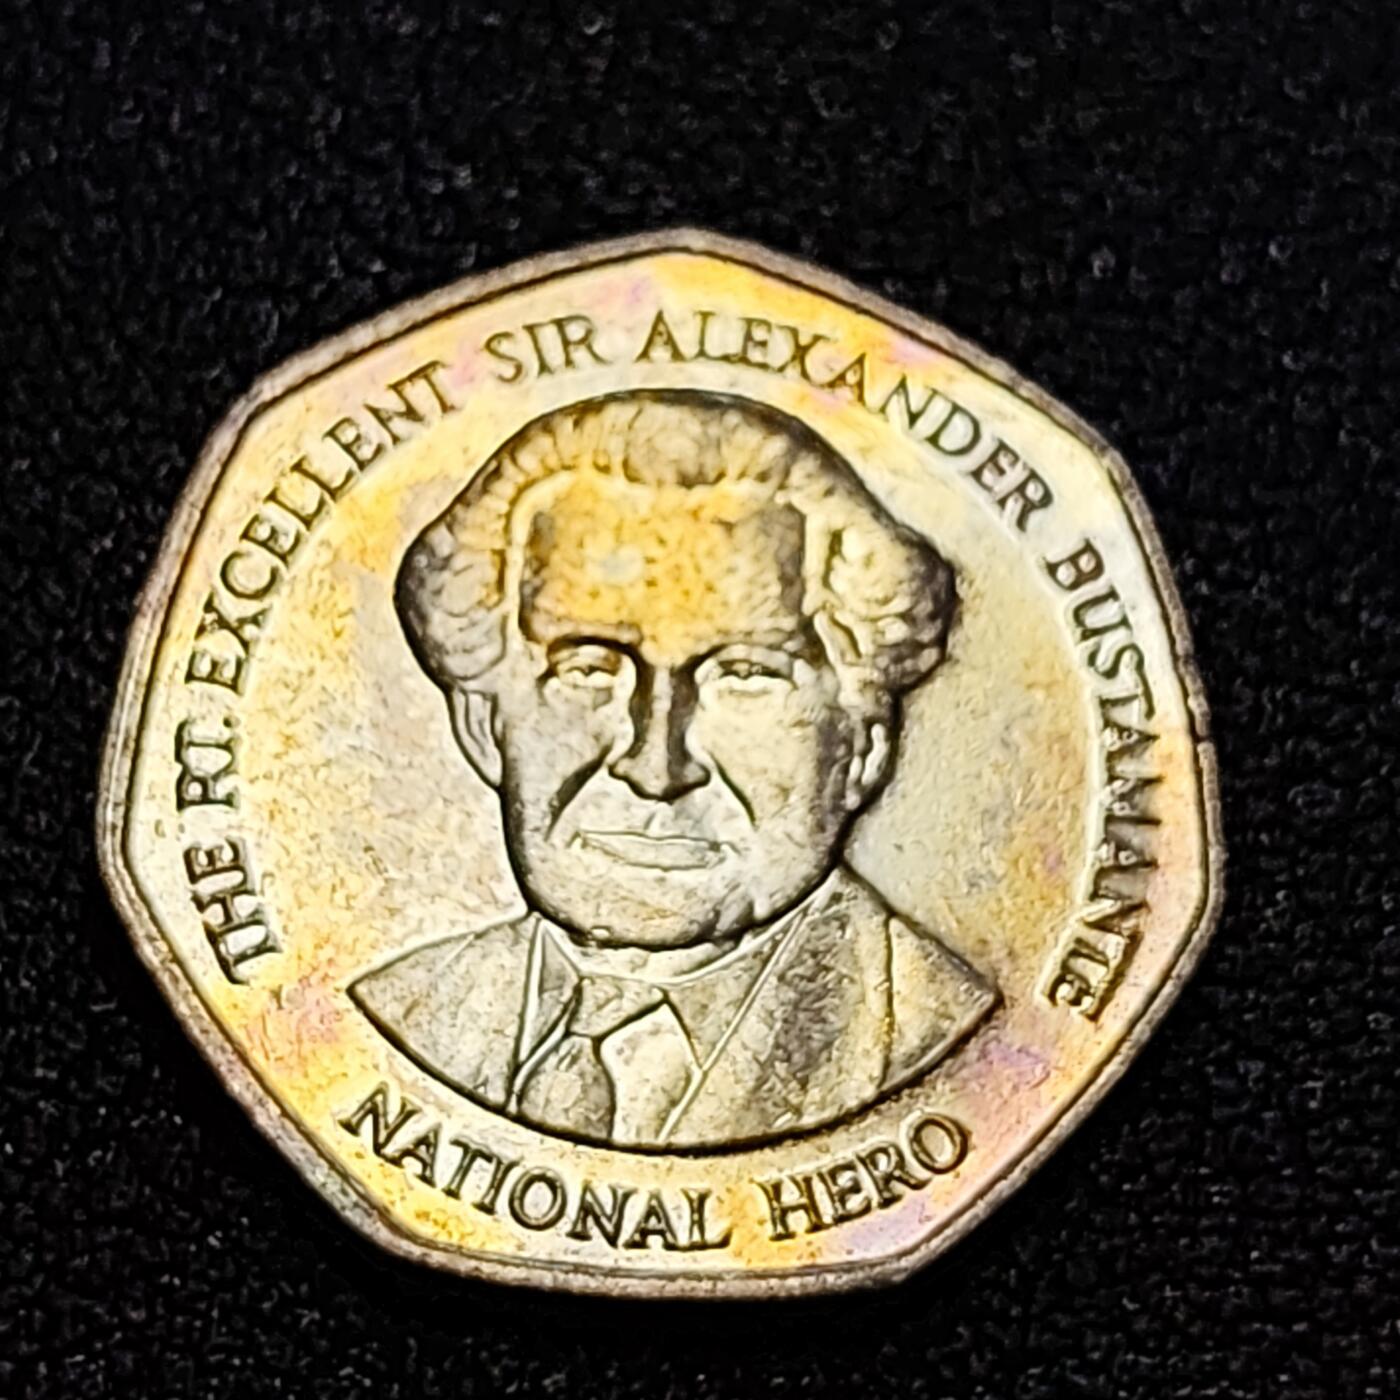 THE RT. EXCELLENT SIR ALEXANDER BUSTAMANTE
NATIONAL HERO